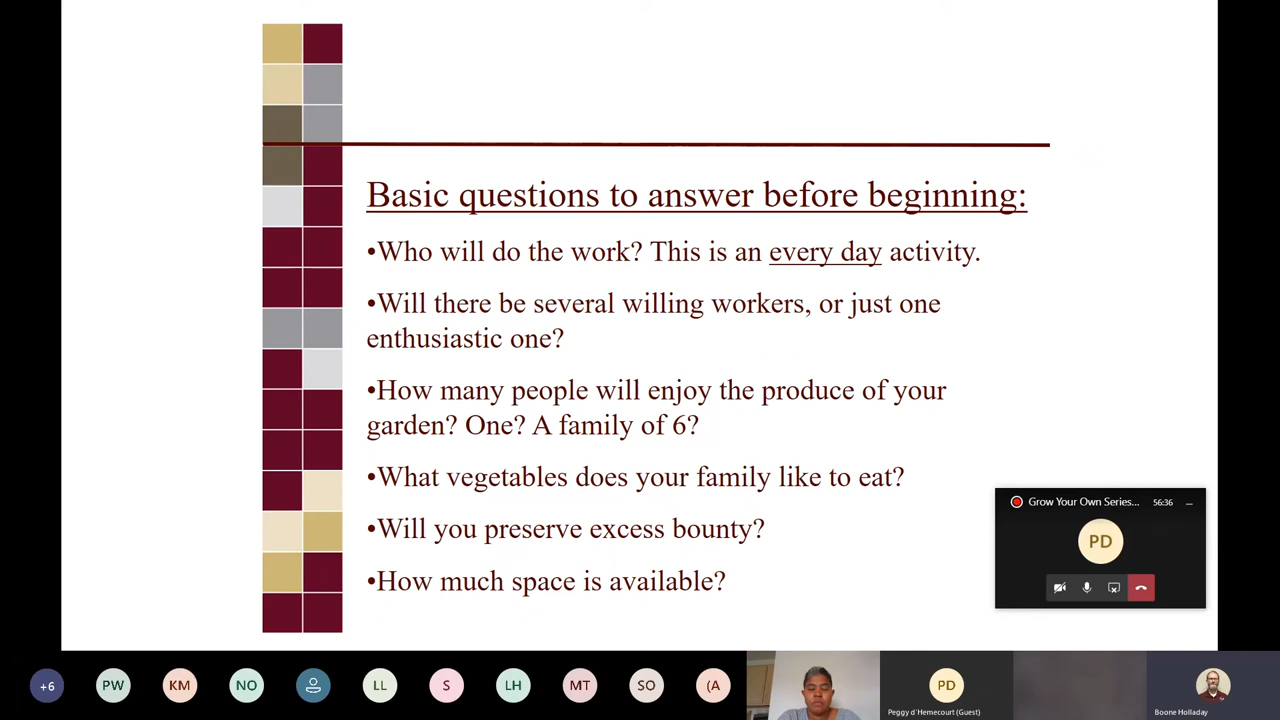 Basic questions to answer before beginning:
•Who will do the work? This is an every day activity.
•Will there be several willing workers, or just one
enthusiastic one?
•How many people will enjoy the produce of your
garden? One? A family of 6?
•What vegetables does your family like to eat?
•Will you preserve excess bounty?
•How much space is available?
Grow Your Own Series... 56:36
PD
+6 PW KM NO LL S LH MT SO (A PD
Peggy d'Hemecourt (Guest) Boone Holladay